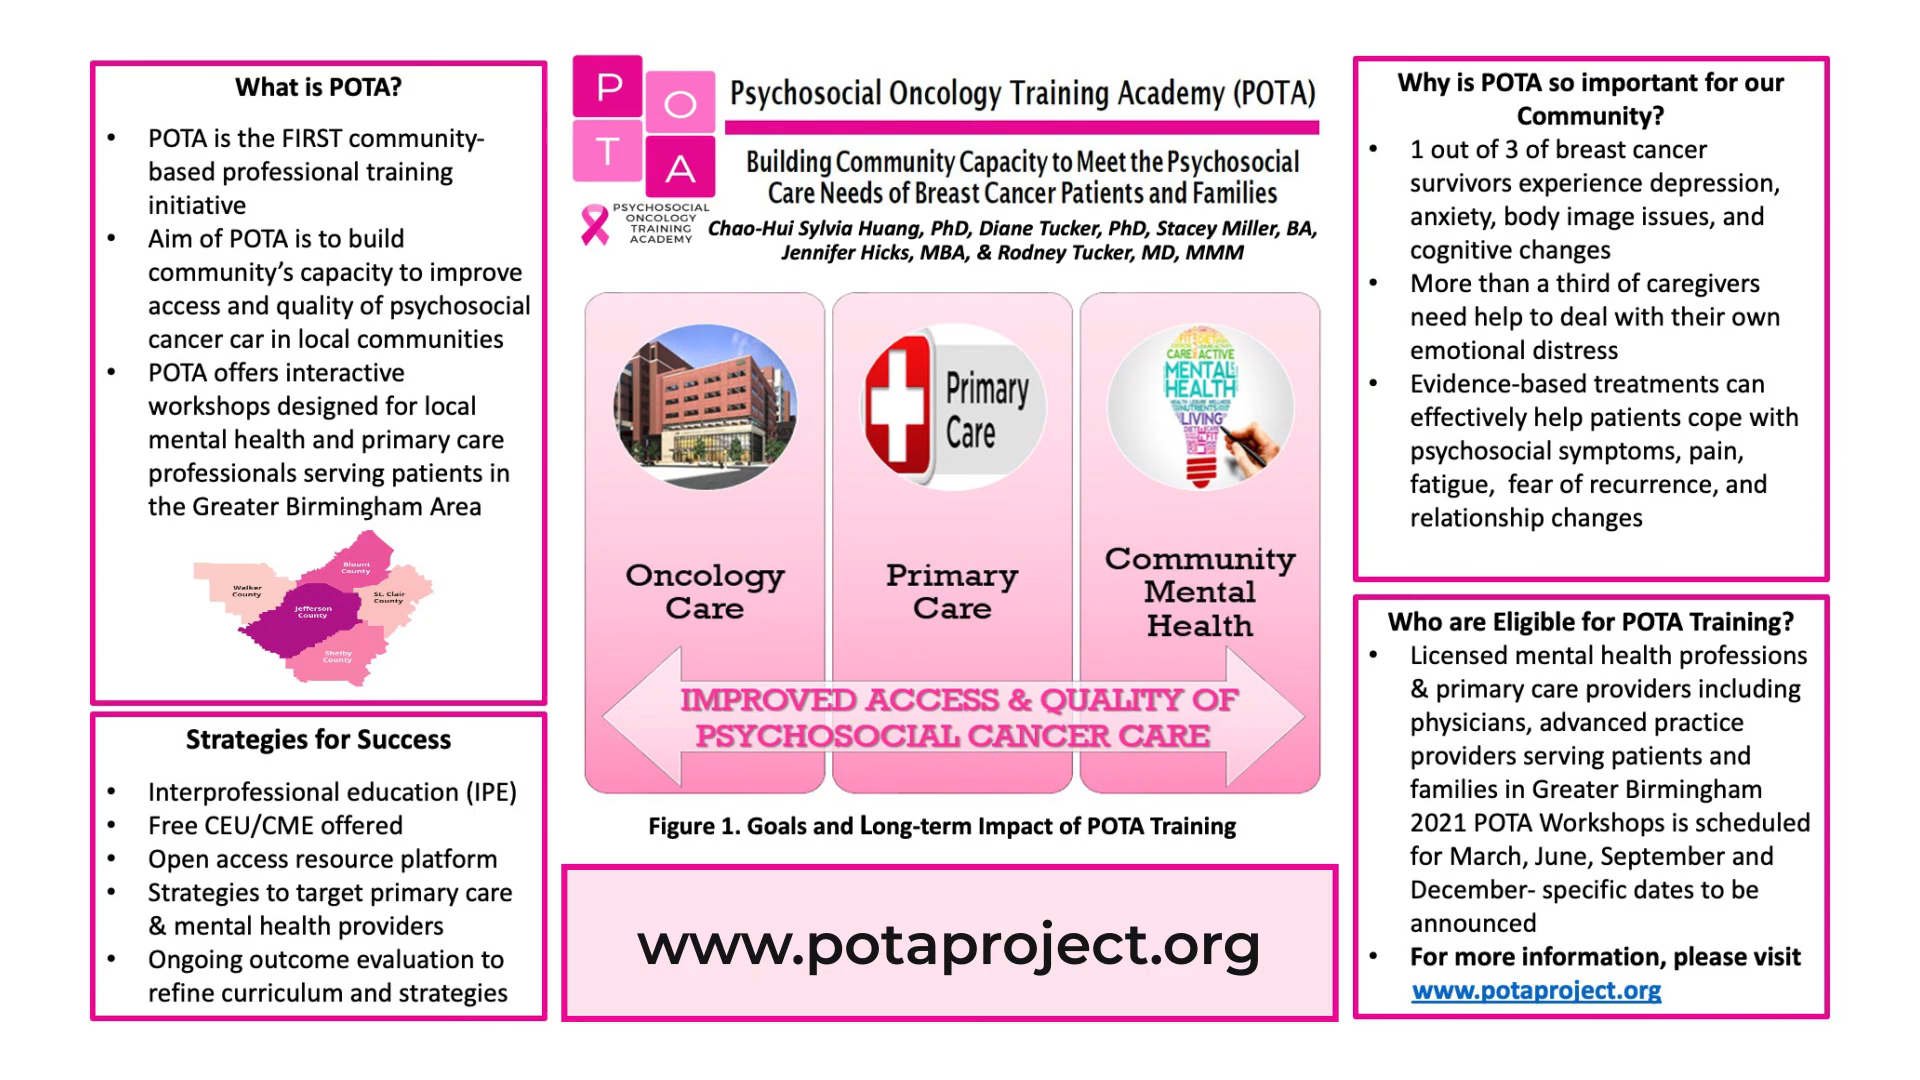 What is POTA?
• POTA is the FIRST community-
based professional training
initiative
• Aim of POTA is to build
community's capacity to improve
access and quality of psychosocial
cancer car in local communities
• POTA offers interactive
workshops designed for local
mental health and primary care
professionals serving patients in
the Greater Birmingham Area
Blount
County
Walker
County
St. Clair
County
Jefferson
County
Shelby
County
Strategies for Success
• Interprofessional education (IPE)
• Free CEU/CME offered
• Open access resource platform
• Strategies to target primary care
& mental health providers
• Ongoing outcome evaluation to
refine curriculum and strategies
P
O
T
A
PSYCHOSOCIAL
ONCOLOGY
TRAINING
ACADEMY
Psychosocial Oncology Training Academy (POTA)
Building Community Capacity to Meet the Psychosocial
Care Needs of Breast Cancer Patients and Families
Chao-Hui Sylvia Huang, PhD, Diane Tucker, PhD, Stacey Miller, BA,
Jennifer Hicks, MBA, & Rodney Tucker, MD, MMM
Primary
Care
FIT DIET
CARE ACTIVE
MENTAL
HEALTH
NUTRIENTS
LIVING
LIFE
Oncology
Care
Primary
Care
Community
Mental
Health
IMPROVED ACCESS & QUALITY OF
PSYCHOSOCIAL CANCER CARE
Figure 1. Goals and Long-term Impact of POTA Training
www.potaproject.org
Why is POTA so important for our
Community?
• 1 out of 3 of breast cancer
survivors experience depression,
anxiety, body image issues, and
cognitive changes
• More than a third of caregivers
need help to deal with their own
emotional distress
• Evidence-based treatments can
effectively help patients cope with
psychosocial symptoms, pain,
fatigue, fear of recurrence, and
relationship changes
Who are Eligible for POTA Training?
• Licensed mental health professions
& primary care providers including
physicians, advanced practice
providers serving patients and
families in Greater Birmingham
2021 POTA Workshops is scheduled
for March, June, September and
December- specific dates to be
announced
• For more information, please visit
www.potaproject.org